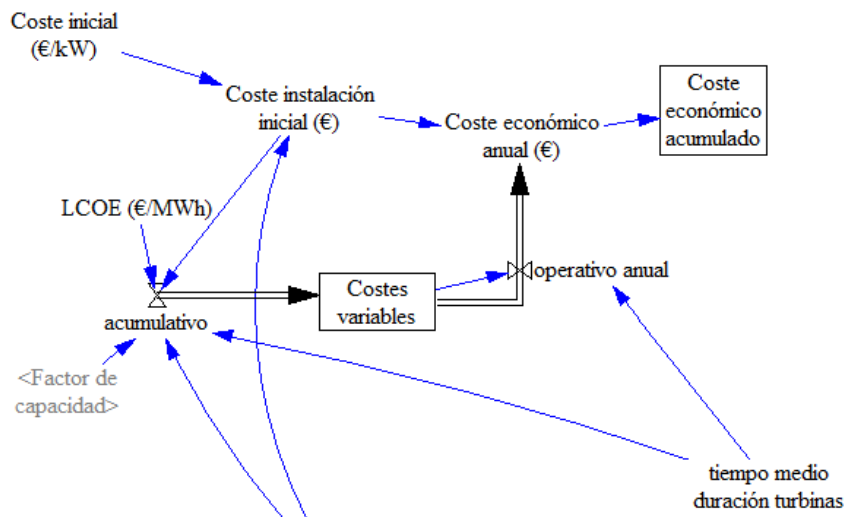 Coste inicial
(€/kW)
Coste instalación
inicial (€)
Coste económico
anual (€)
Coste
económico
acumulado
LCOE (€/MWh)
operativo anual
Costes
variables
acumulativo
<Factor de
capacidad>
tiempo medio
duración turbinas